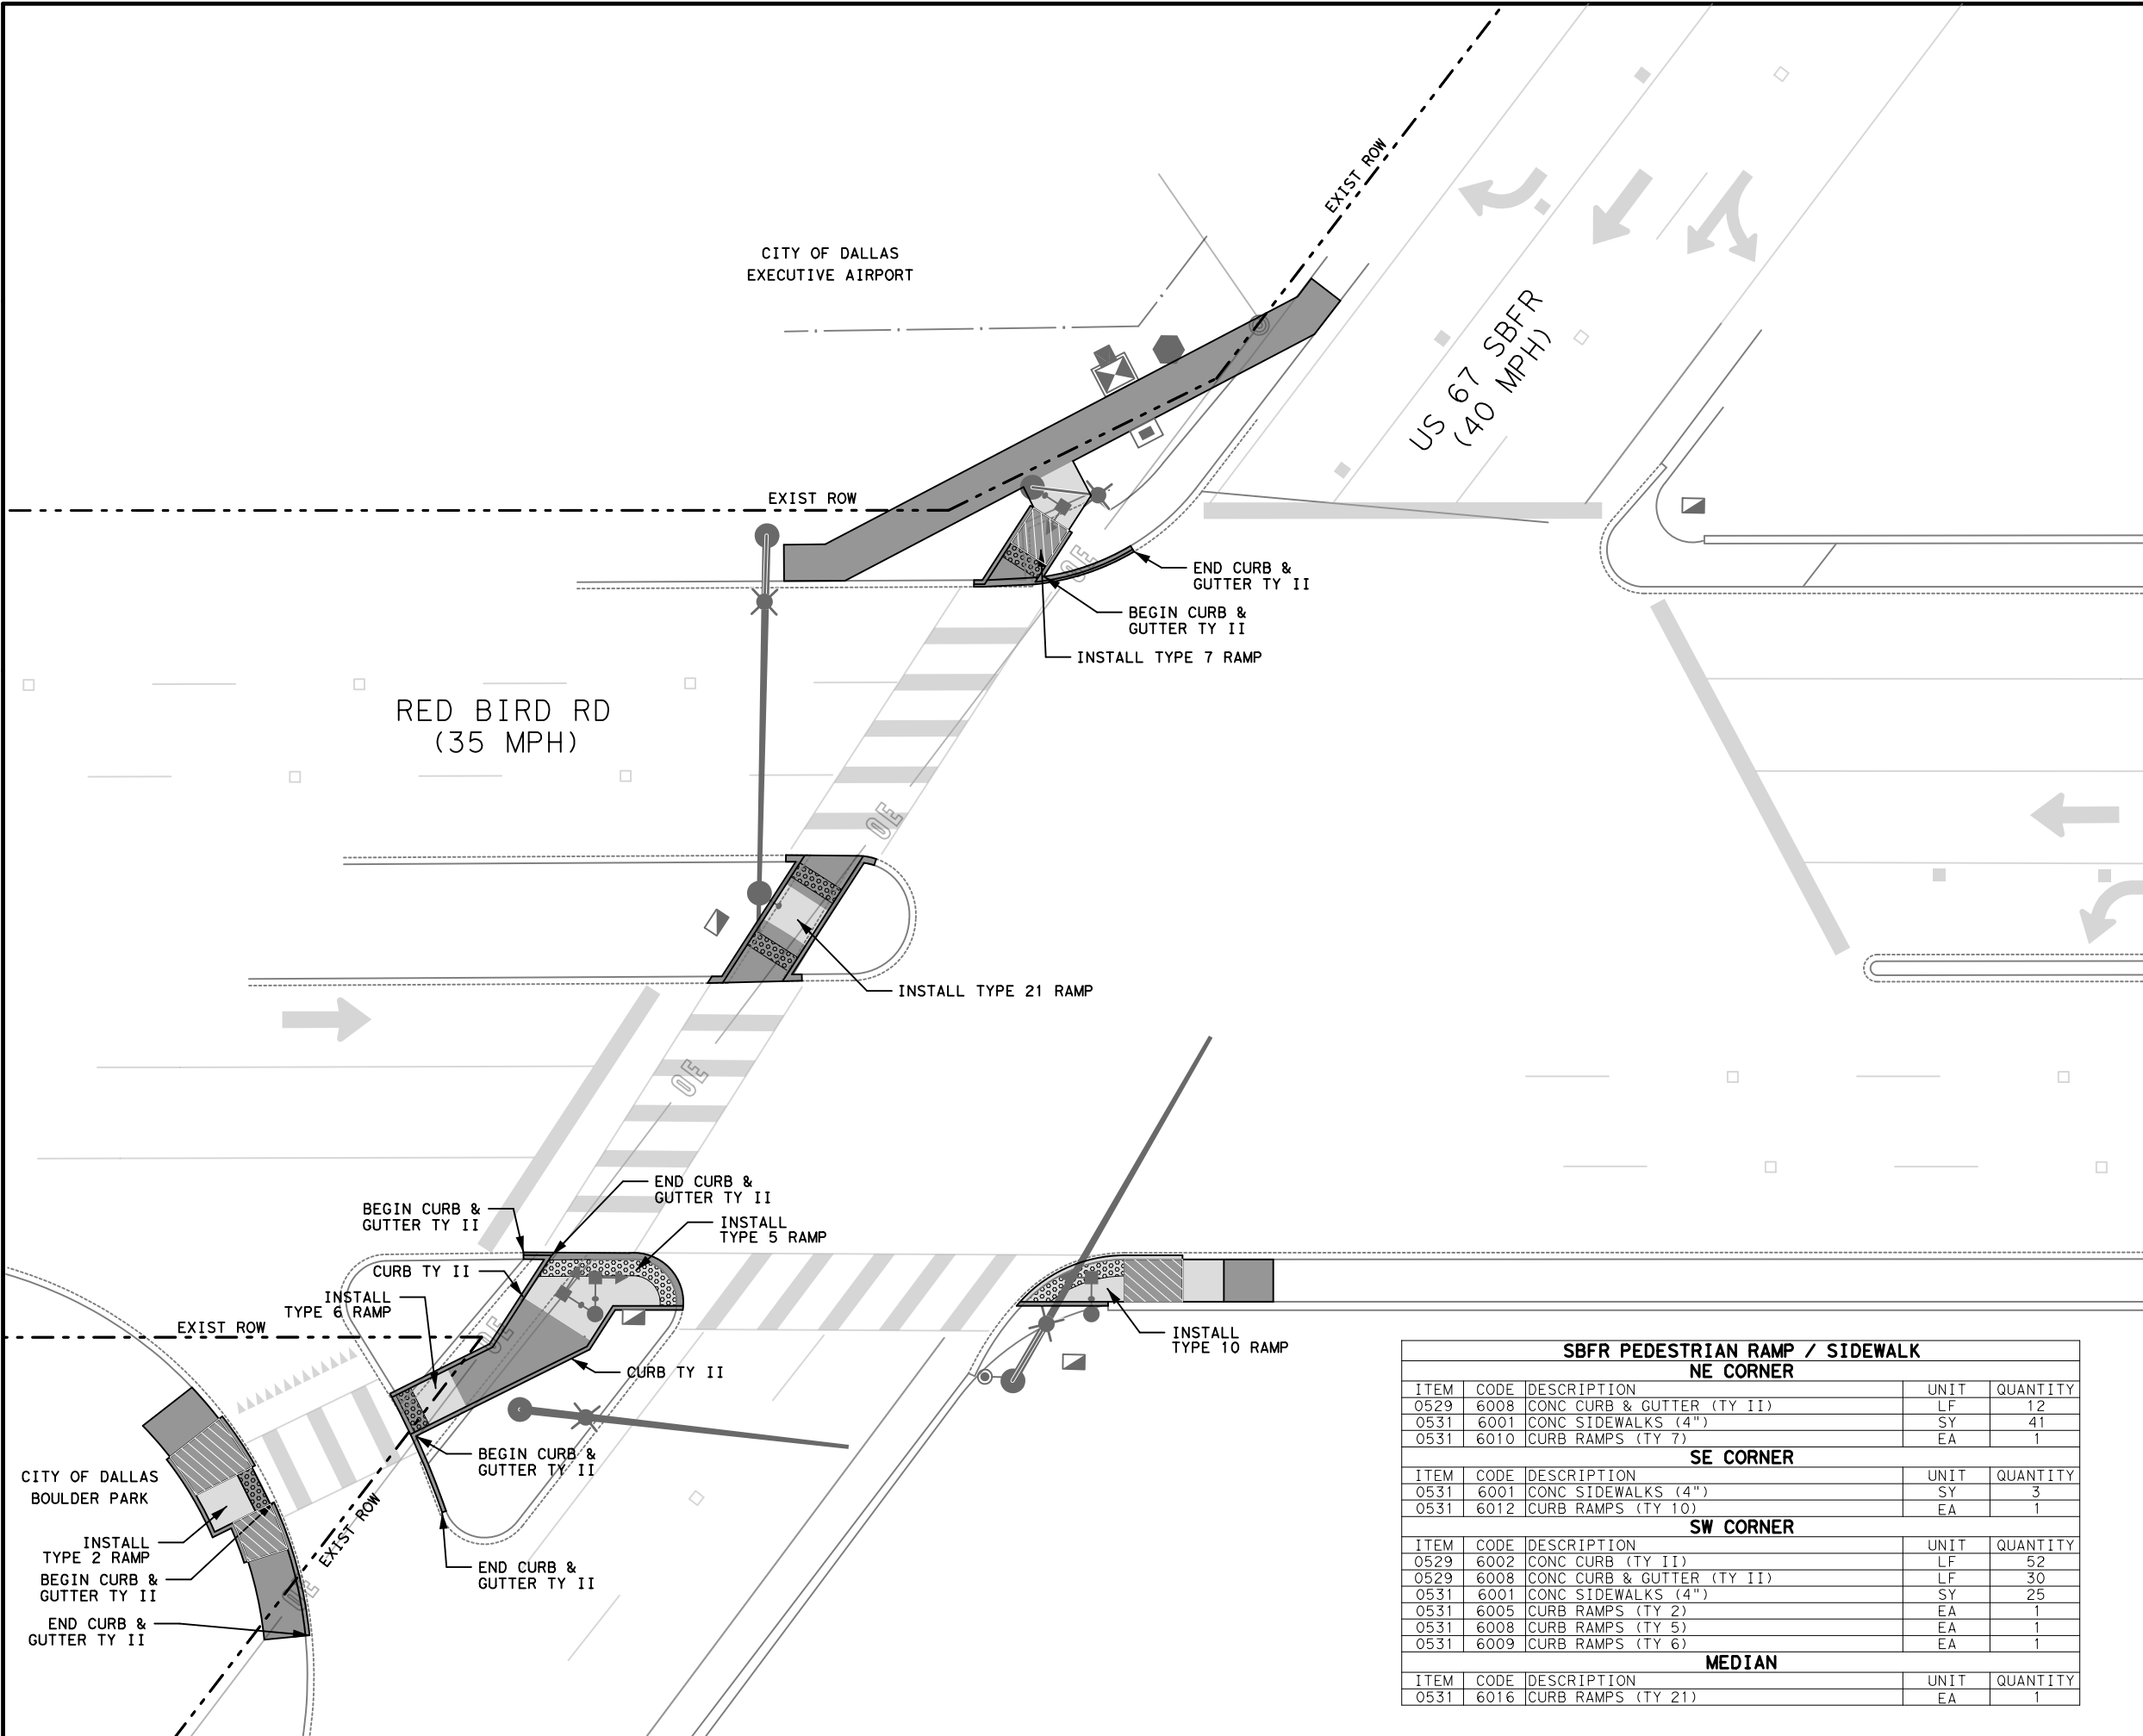 CITY OF DALLAS
EXECUTIVE AIRPORT
EXIST ROW
US 67 SBFR
(40 MPH)
EXIST ROW
OE
END CURB &
GUTTER TY II
BEGIN CURB &
GUTTER TY II
INSTALL TYPE 7 RAMP
RED BIRD RD
(35 MPH)
OE
INSTALL TYPE 21 RAMP
OE
END CURB &
GUTTER TY II
BEGIN CURB &
GUTTER TY II
INSTALL
TYPE 5 RAMP
CURB TY II
INSTALL
TYPE 6 RAMP
EXIST ROW
OE
INSTALL
TYPE 10 RAMP
CURB TY II
BEGIN CURB &
GUTTER TY II
CITY OF DALLAS
BOULDER PARK
EXIST ROW
INSTALL
TYPE 2 RAMP
END CURB &
GUTTER TY II
BEGIN CURB &
GUTTER TY II
OE
END CURB &
GUTTER TY II
SBFR PEDESTRIAN RAMP / SIDEWALK
NE CORNER
ITEM CODE DESCRIPTION UNIT QUANTITY
0529 6008 CONC CURB & GUTTER (TY II) LF 12
0531 6001 CONC SIDEWALKS (4") SY 41
0531 6010 CURB RAMPS (TY 7) EA 1
SE CORNER
ITEM CODE DESCRIPTION UNIT QUANTITY
0531 6001 CONC SIDEWALKS (4") SY 3
0531 6012 CURB RAMPS (TY 10) EA 1
SW CORNER
ITEM CODE DESCRIPTION UNIT QUANTITY
0529 6002 CONC CURB (TY II) LF 52
0529 6008 CONC CURB & GUTTER (TY II) LF 30
0531 6001 CONC SIDEWALKS (4") SY 25
0531 6005 CURB RAMPS (TY 2) EA 1
0531 6008 CURB RAMPS (TY 5) EA 1
0531 6009 CURB RAMPS (TY 6) EA 1
MEDIAN
ITEM CODE DESCRIPTION UNIT QUANTITY
0531 6016 CURB RAMPS (TY 21) EA 1